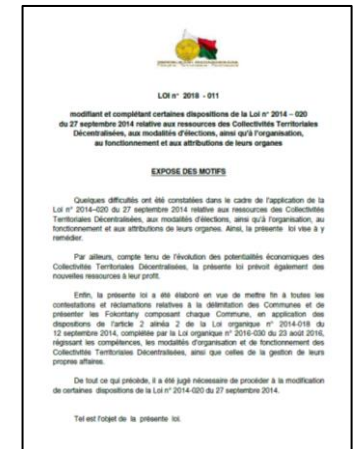 LOI n° 2018 - 011
modifiant et complétant certaines dispositions de la Loi n° 2014 – 020
du 27 septembre 2014 relative aux ressources des Collectivités Territoriales
Décentralisées, aux modalités d'élections, ainsi qu'à l'organisation,
au fonctionnement et aux attributions de leurs organes
EXPOSE DES MOTIFS
Quelques difficultés ont été constatées dans le cadre de l'application de la
Loi n° 2014–020 du 27 septembre 2014 relative aux ressources des Collectivités
Territoriales Décentralisées, aux modalités d'élections, ainsi qu'à l'organisation, au
fonctionnement et aux attributions de leurs organes. Ainsi, la présente loi vise à y
remédier.
Par ailleurs, compte tenu de l'évolution des potentialités économiques des
Collectivités Territoriales Décentralisées, la présente loi prévoit également des
nouvelles ressources à leur profit.
Enfin, la présente loi a été élaboré en vue de mettre fin à toutes les
contestations et réclamations relatives à la délimitation des Communes et de
présenter les Fokontany composant chaque Commune, en application des
dispositions de l'article 2 alinéa 2 de la Loi organique n° 2014-018 du
12 septembre 2014, complétée par la Loi organique n° 2016-030 du 23 août 2016,
régissant les compétences, les modalités d'organisation et de fonctionnement des
Collectivités Territoriales Décentralisées, ainsi que celles de la gestion de leurs
propres affaires.
De tout ce qui précède, il a été jugé nécessaire de procéder à la modification
de certaines dispositions de la Loi n° 2014-020 du 27 septembre 2014.
Tel est l'objet de la présente loi.